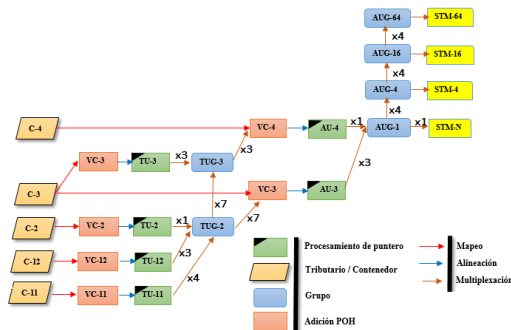 AUG-64 STM-64
x4
AUG-16 STM-16
x4
AUG-4 STM-4
x4
C-4 VC-4 AU-4 x1 AUG-1 x1 STM-N
x3
VC-3 TU-3 x3 TUG-3
x3
C-3 VC-3 AU-3
x7 x7
C-2 VC-2 TU-2 x1 TUG-2
x3
C-12 VC-12 TU-12
x4
C-11 VC-11 TU-11
Procesamiento de puntero
Tributario / Contenedor
Grupo
Adición POH
Mapeo
Alineación
Multiplexación